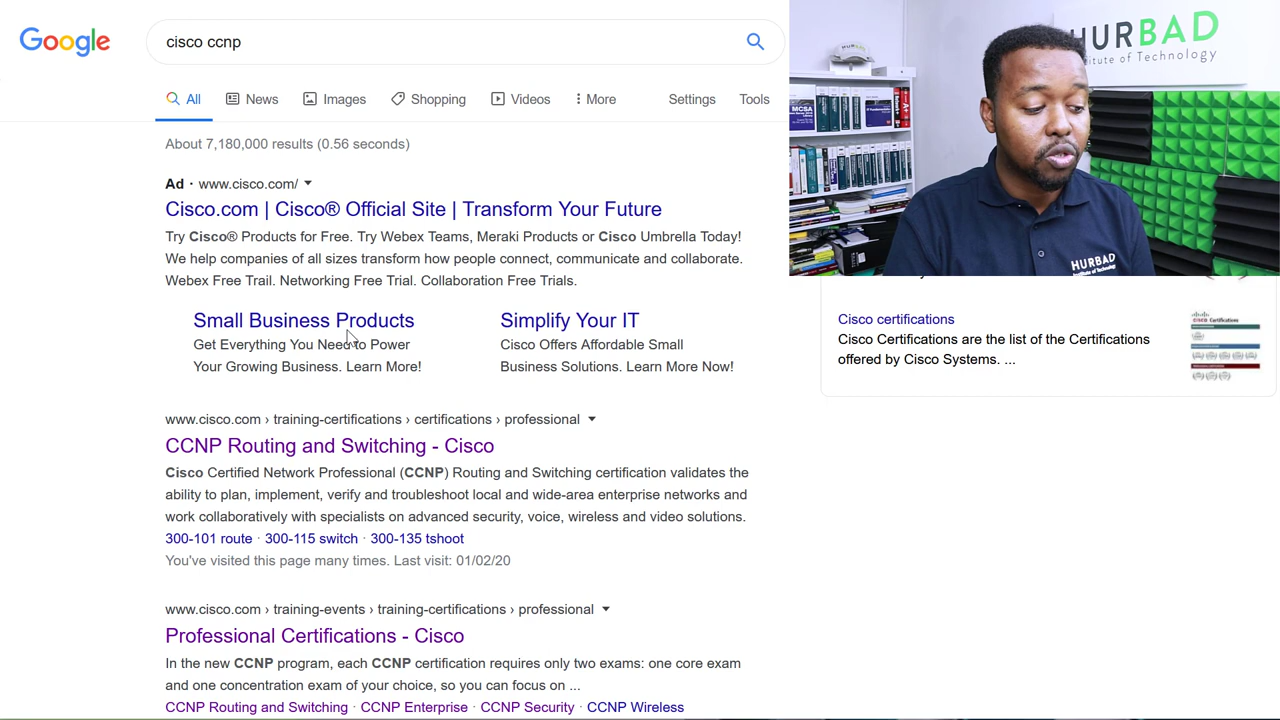 Google
cisco ccnp
All News Images Shopping Videos More Settings Tools
About 7,180,000 results (0.56 seconds)
Ad · www.cisco.com/
Cisco.com | Cisco® Official Site | Transform Your Future
Try Cisco® Products for Free. Try Webex Teams, Meraki Products or Cisco Umbrella Today!
We help companies of all sizes transform how people connect, communicate and collaborate.
Webex Free Trail. Networking Free Trial. Collaboration Free Trials.
Small Business Products
Get Everything You Need to Power
Your Growing Business. Learn More!
Simplify Your IT
Cisco Offers Affordable Small
Business Solutions. Learn More Now!
www.cisco.com › training-certifications › certifications › professional
CCNP Routing and Switching - Cisco
Cisco Certified Network Professional (CCNP) Routing and Switching certification validates the
ability to plan, implement, verify and troubleshoot local and wide-area enterprise networks and
work collaboratively with specialists on advanced security, voice, wireless and video solutions.
300-101 route · 300-115 switch · 300-135 tshoot
You've visited this page many times. Last visit: 01/02/20
www.cisco.com › training-events › training-certifications › professional
Professional Certifications - Cisco
In the new CCNP program, each CCNP certification requires only two exams: one core exam
and one concentration exam of your choice, so you can focus on ...
CCNP Routing and Switching · CCNP Enterprise · CCNP Security · CCNP Wireless
HURBAD
of Technology
HURBAD
MCSA
A+
HURBAD
Institute of Technology
Cisco certifications
Cisco Certifications are the list of the Certifications
offered by Cisco Systems. ...
Cisco Certifications